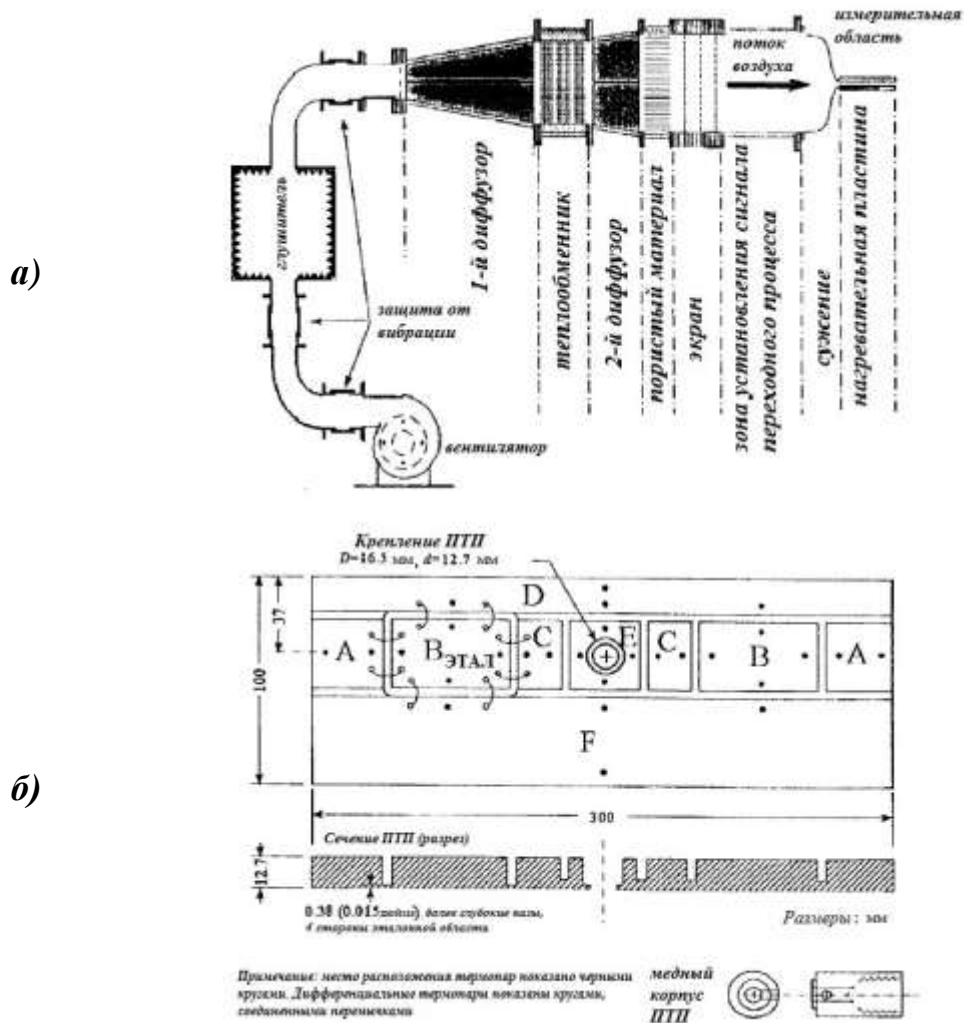 измерительная
область
поток
воздуха
глушитель
а)
защита от
вибрации
вентилятор
1-й диффузор
теплообменник
2-й диффузор
пористый материал
экран
зона установления сигнала
переходного процесса
сужение
нагревательная пластина
Крепление ПТП
D=16.5 мм, d=12.7 мм
37
100
D
A
BЭТАЛ
C
E
C
B
A
F
б)
300
Сечение ПТП (разрез)
12.7
0.38 (0.015дюйм), более глубокие пазы,
4 стороны эталонной области
Размеры: мм
Примечание: место расположения термопар показано черными
кругами. Дифференциальные термопары показаны кругами,
соединенными перемычками
медный
корпус
ПТП